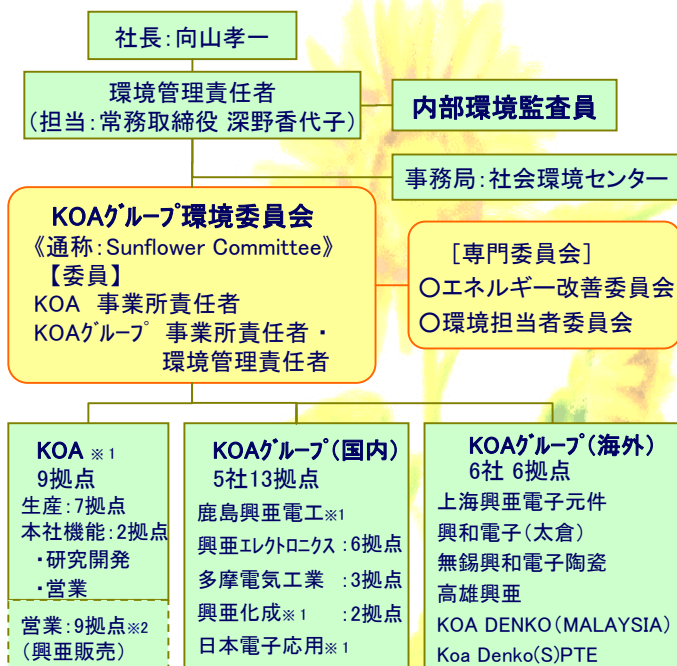 社長:向山孝一
環境管理責任者
(担当:常務取締役 深野香代子)
内部環境監査員
事務局:社会環境センター
KOAグループ環境委員会
《通称:Sunflower Committee》
【委員】
KOA 事業所責任者
KOAグループ 事業所責任者・
環境管理責任者
[専門委員会]
○エネルギー改善委員会
○環境担当者委員会
KOA ※1
9拠点
生産:7拠点
本社機能:2拠点
・研究開発
・営業
営業:9拠点※2
(興亜販売)
KOAグループ(国内)
5社13拠点
鹿島興亜電工※1
興亜エレクトロニクス:6拠点
多摩電気工業 :3拠点
興亜化成※1 :2拠点
日本電子応用※1
KOAグループ(海外)
6社 6拠点
上海興亜電子元件
興和電子(太倉)
無錫興和電子陶瓷
高雄興亜
KOA DENKO(MALAYSIA)
Koa Denko(S)PTE